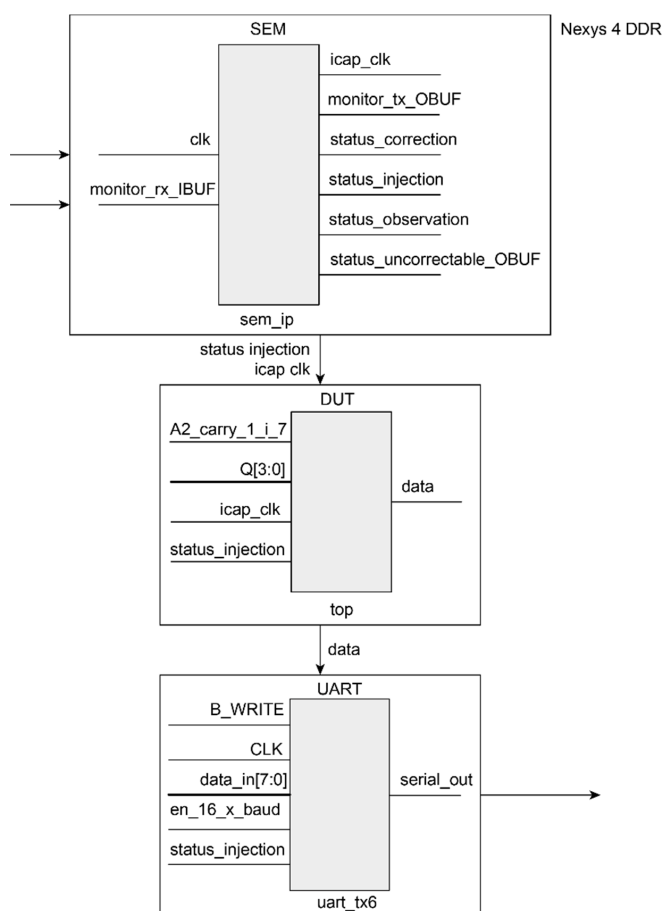 SEM
Nexys 4 DDR
icap_clk
monitor_tx_OBUF
clk
status_correction
monitor_rx_IBUF
status_injection
status_observation
status_uncorrectable_OBUF
sem_ip
status injection
icap clk
DUT
A2_carry_1_i_7
Q[3:0]
data
icap_clk
status_injection
top
data
UART
B_WRITE
CLK
data_in[7:0]
serial_out
en_16_x_baud
status_injection
uart_tx6